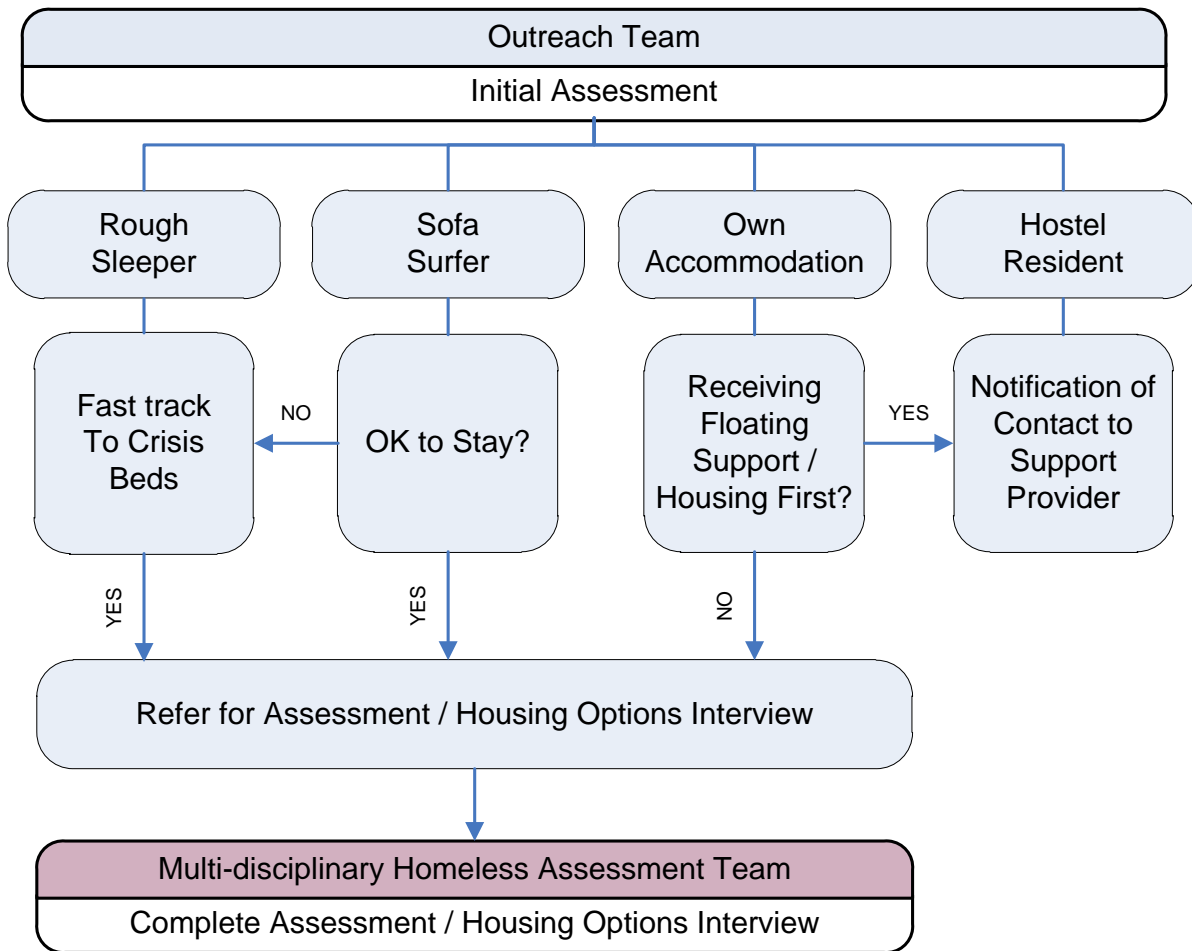 Outreach Team
Initial Assessment
Rough
Sleeper
Sofa
Surfer
Own
Accommodation
Hostel
Resident
Fast track
To Crisis
Beds
NO
OK to Stay?
Receiving
Floating
Support /
Housing First?
YES
Notification of
Contact to
Support
Provider
YES
YES
NO
Refer for Assessment / Housing Options Interview
Multi-disciplinary Homeless Assessment Team
Complete Assessment / Housing Options Interview